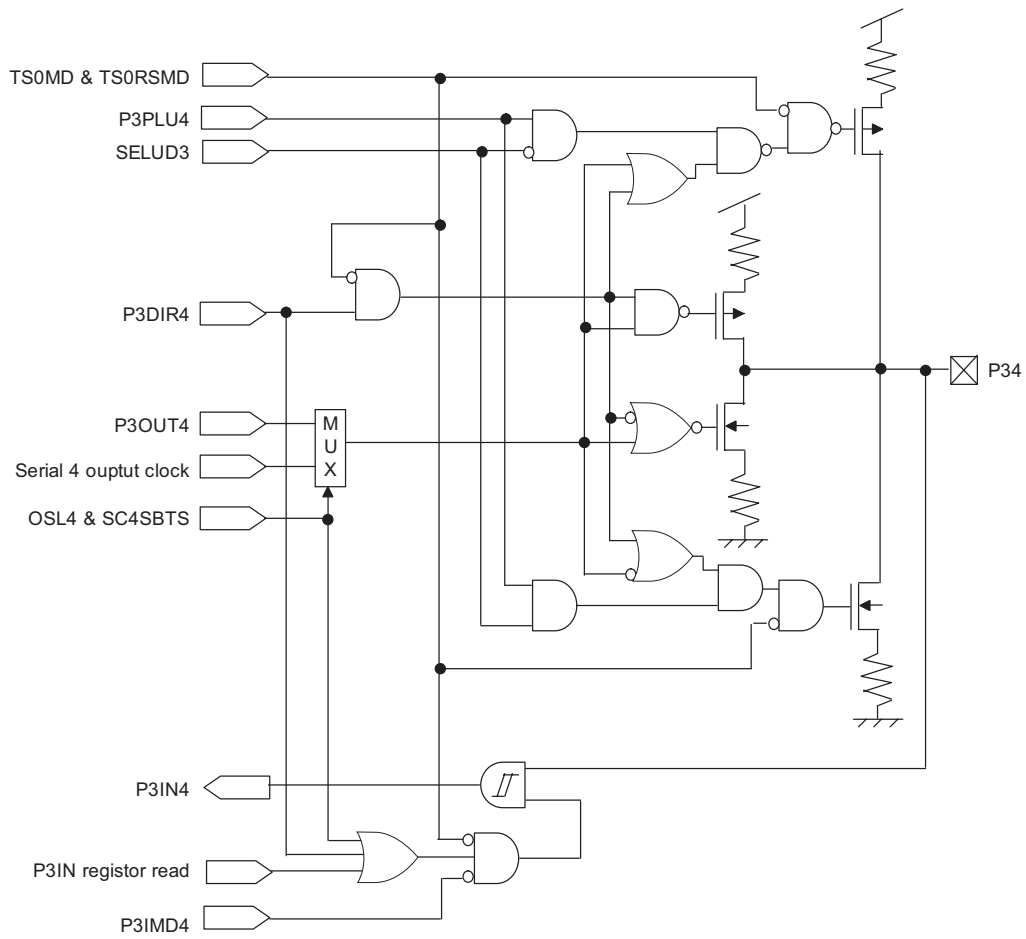 TS0MD & TS0RSMD
P3PLU4
SELUD3
P3DIR4
P34
P3OUT4
M
U
X
Serial 4 ouptut clock
OSL4 & SC4SBTS
P3IN4
P3IN registor read
P3IMD4